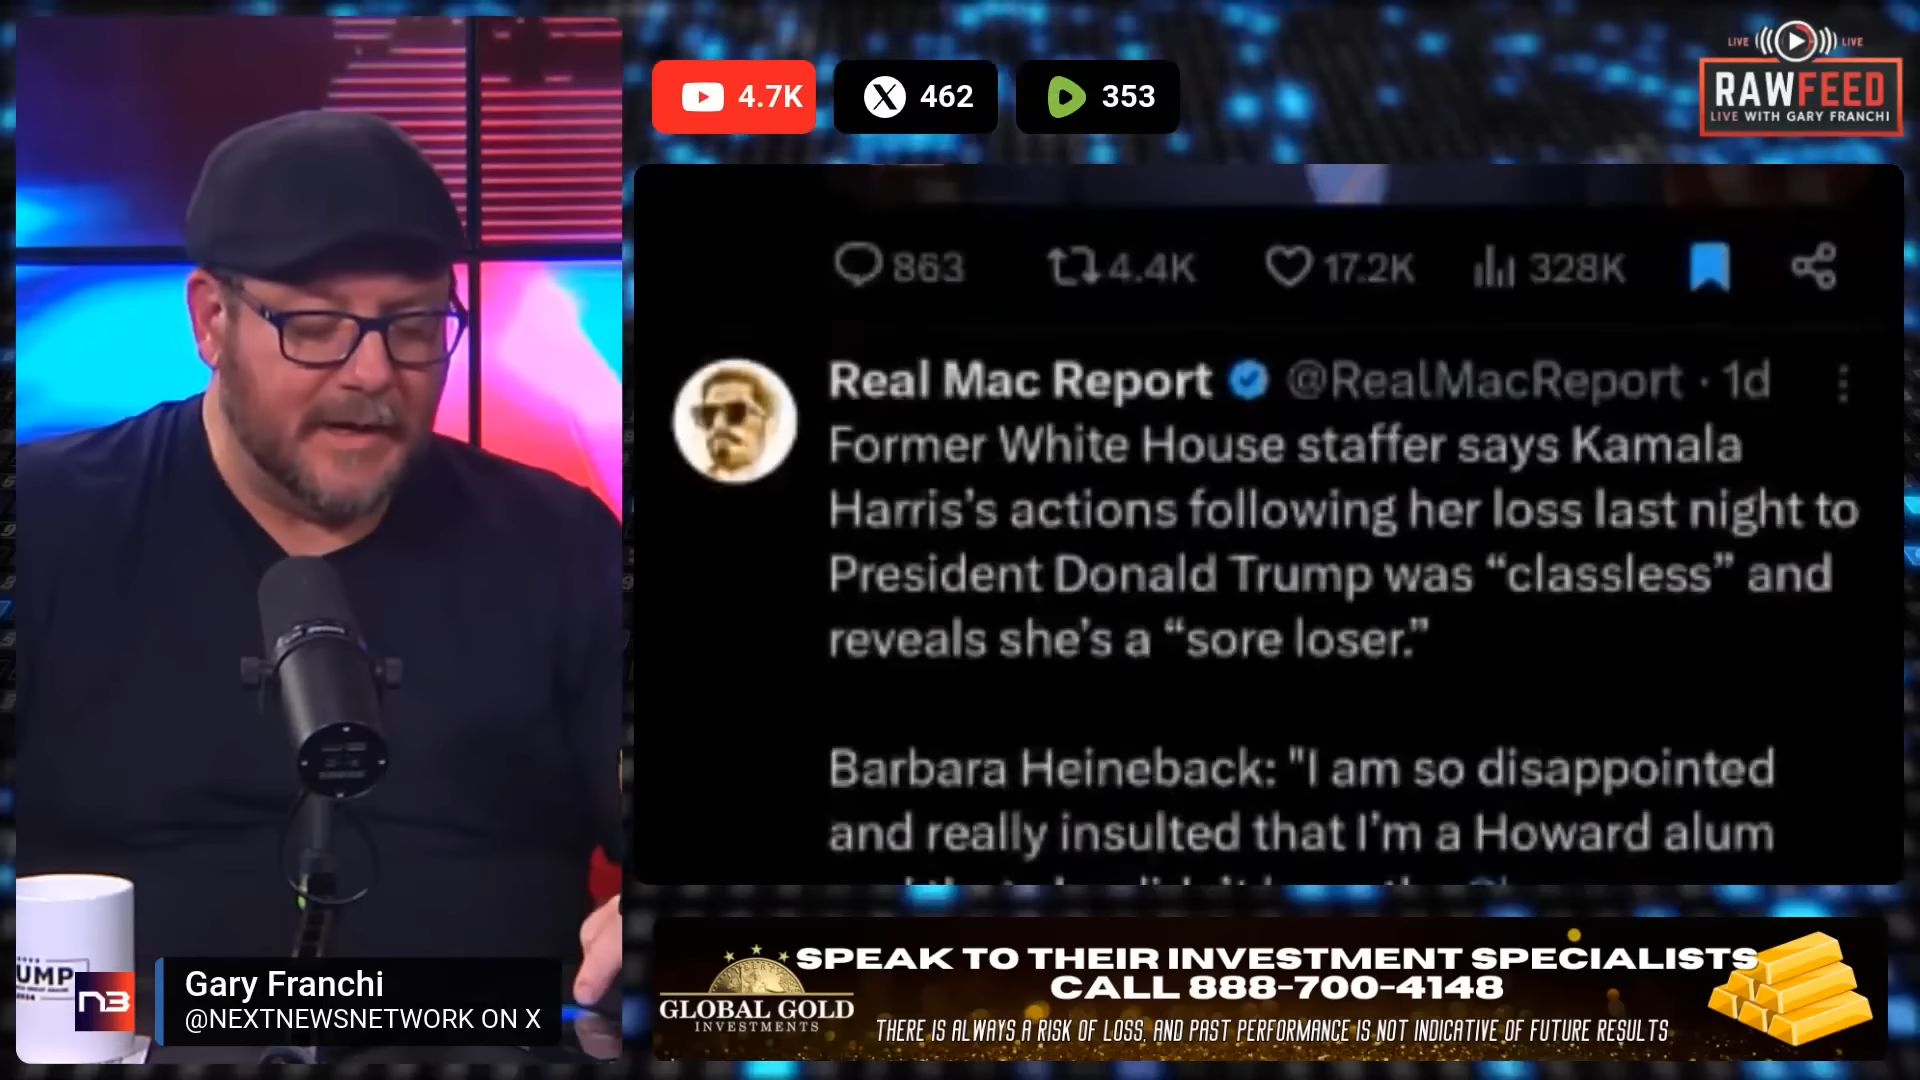 4.7K
462
353
LIVE
LIVE
RAWFEED
LIVE WITH GARY FRANCHI
863
4.4K
17.2K
328K
Real Mac Report @RealMacReport · 1d
Former White House staffer says Kamala
Harris’s actions following her loss last night to
President Donald Trump was “classless” and
reveals she’s a “sore loser.”
Barbara Heineback: "I am so disappointed
and really insulted that I’m a Howard alum
UMP
N3
Gary Franchi
@NEXTNEWSNETWORK ON X
GLOBAL GOLD
INVESTMENTS
SPEAK TO THEIR INVESTMENT SPECIALISTS
CALL 888-700-4148
THERE IS ALWAYS A RISK OF LOSS, AND PAST PERFORMANCE IS NOT INDICATIVE OF FUTURE RESULTS